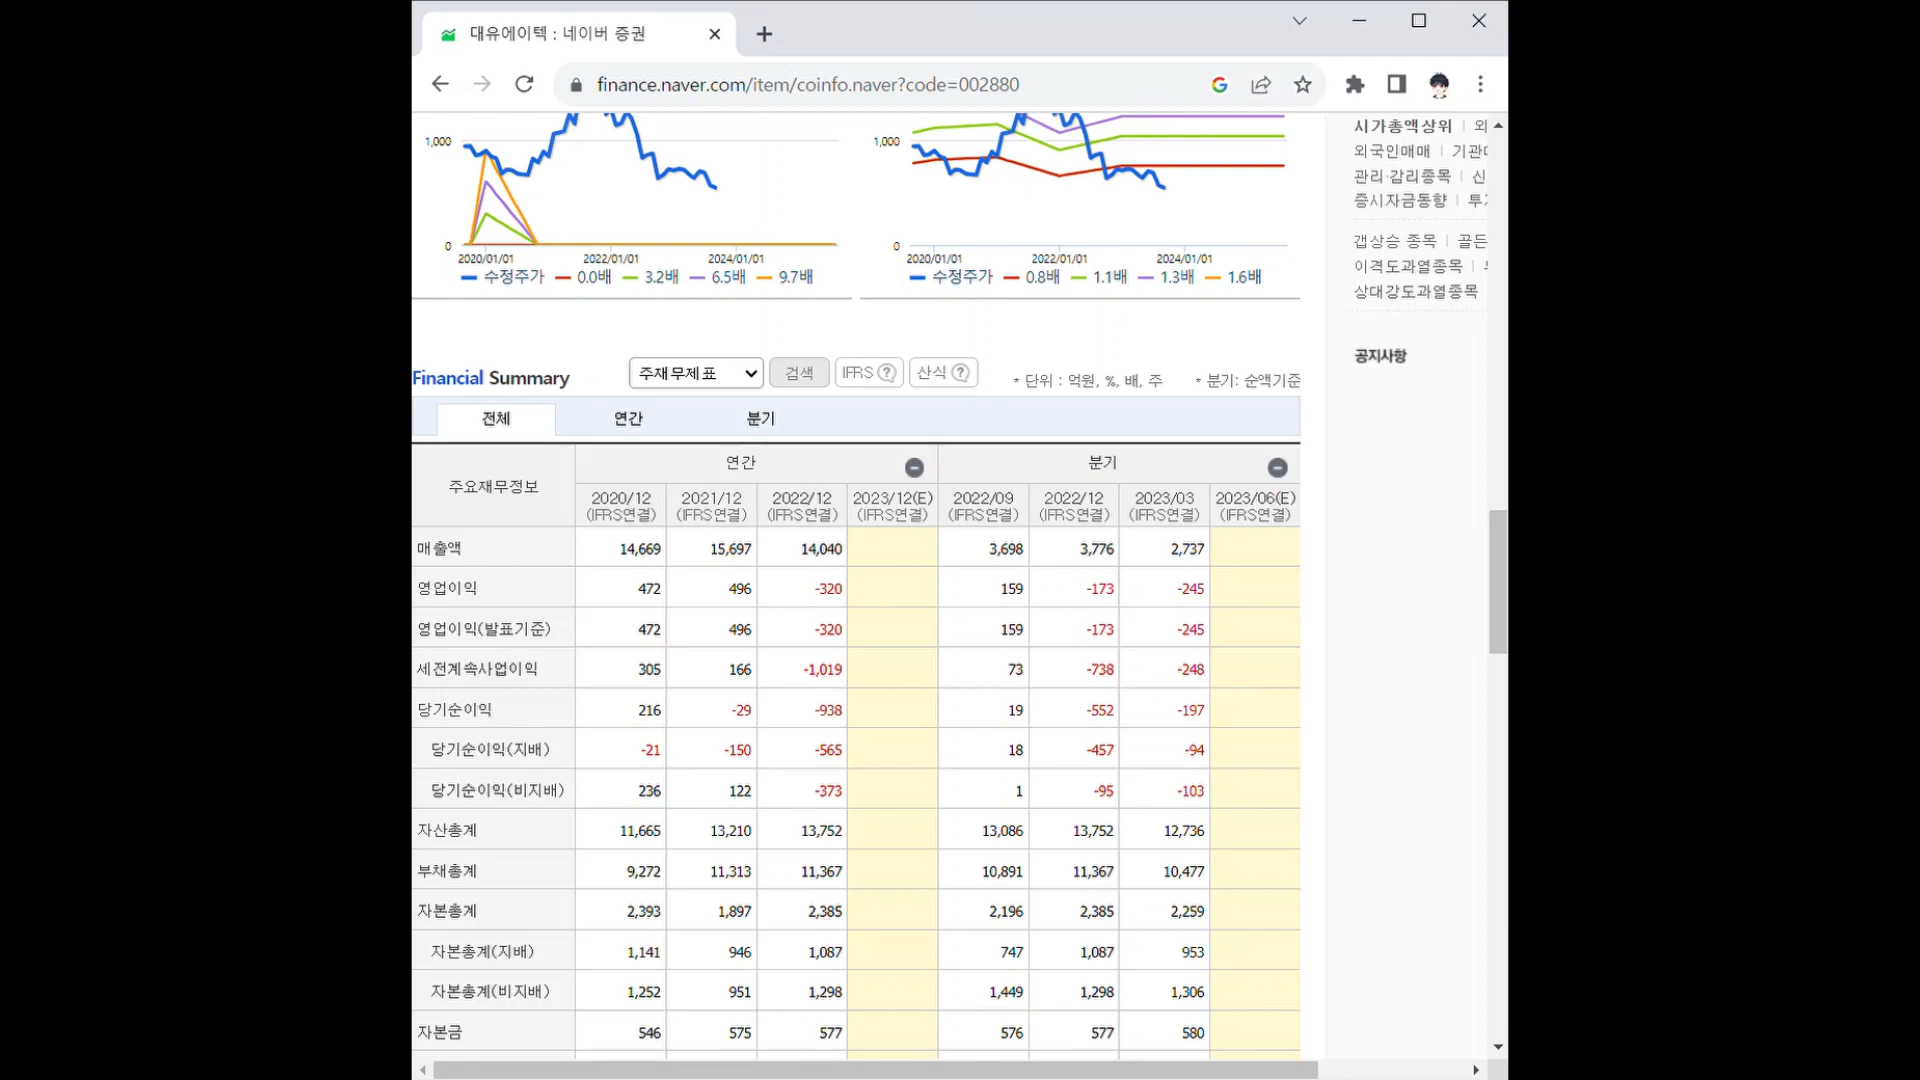 대유에이텍 : 네이버 증권
finance.naver.com/item/coinfo.naver?code=002880
1,000
0
2020/01/01 2022/01/01 2024/01/01
수정주가 0.0배 3.2배 6.5배 9.7배
1,000
0
2020/01/01 2022/01/01 2024/01/01
수정주가 0.8배 1.1배 1.3배 1.6배
시가총액상위 외
외국인매매 기관
관리·감리종목 신
증시자금동향 투
갭상승 종목 골든
이격도과열종목
상대강도과열종목
공지사항
Financial Summary 주재무제표 검색 IFRS ? 산식 ? * 단위 : 억원, %, 배, 주 * 분기: 순액기준
전체 연간 분기
주요재무정보 연간 분기
2020/12 2021/12 2022/12 2023/12(E) 2022/09 2022/12 2023/03 2023/06(E)
(IFRS연결) (IFRS연결) (IFRS연결) (IFRS연결) (IFRS연결) (IFRS연결) (IFRS연결) (IFRS연결)
매출액 14,669 15,697 14,040 3,698 3,776 2,737
영업이익 472 496 -320 159 -173 -245
영업이익(발표기준) 472 496 -320 159 -173 -245
세전계속사업이익 305 166 -1,019 73 -738 -248
당기순이익 216 -29 -938 19 -552 -197
당기순이익(지배) -21 -150 -565 18 -457 -94
당기순이익(비지배) 236 122 -373 1 -95 -103
자산총계 11,665 13,210 13,752 13,086 13,752 12,736
부채총계 9,272 11,313 11,367 10,891 11,367 10,477
자본총계 2,393 1,897 2,385 2,196 2,385 2,259
자본총계(지배) 1,141 946 1,087 747 1,087 953
자본총계(비지배) 1,252 951 1,298 1,449 1,298 1,306
자본금 546 575 577 576 577 580